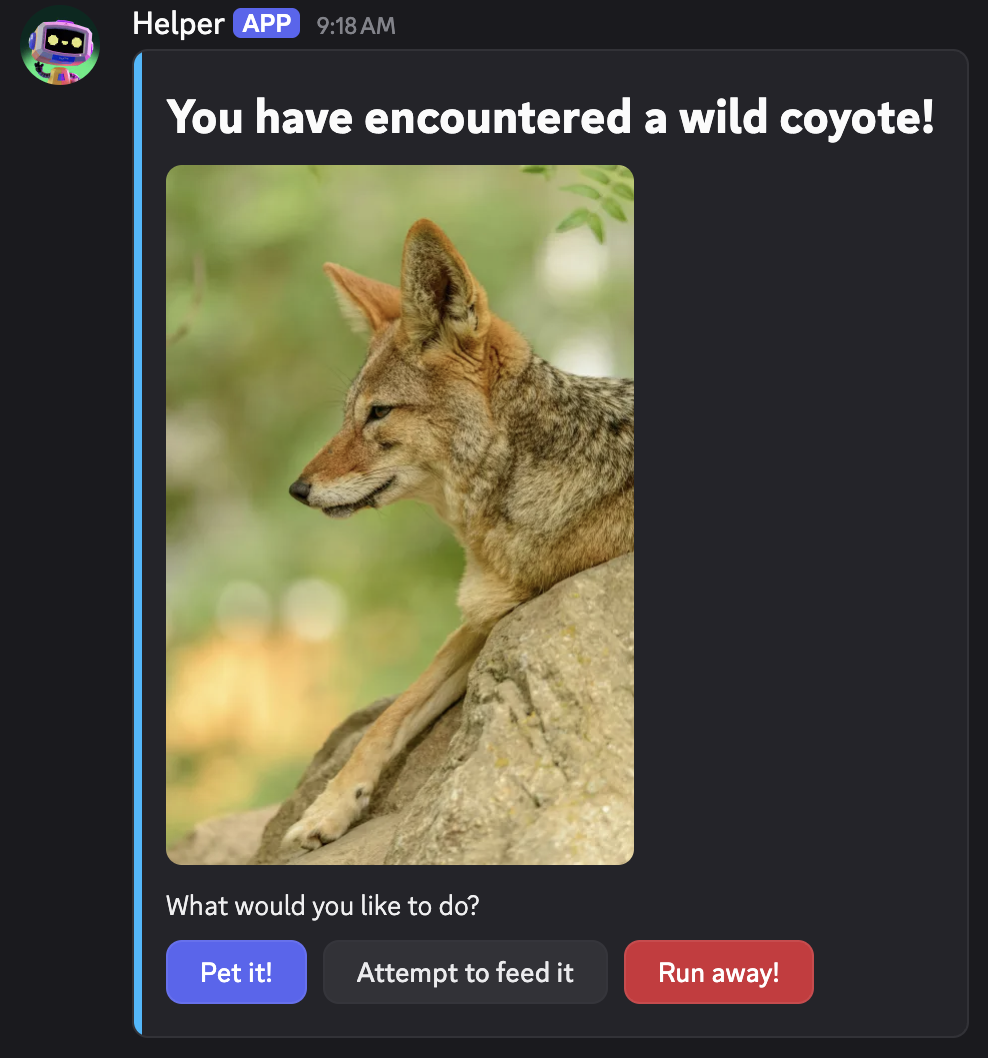 Helper APP 9:18 AM
You have encountered a wild coyote!
What would you like to do?
Pet it! Attempt to feed it Run away!